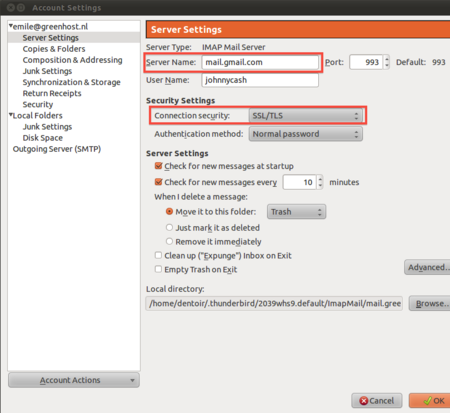 Account Settings
emile@greenhost.nl
Server Settings
Copies & Folders
Composition & Addressing
Junk Settings
Synchronization & Storage
Return Receipts
Security
Local Folders
Junk Settings
Disk Space
Outgoing Server (SMTP)
Account Actions
Server Settings
Server Type: IMAP Mail Server
Server Name: mail.gmail.com Port: 993 Default: 993
User Name: johnnycash
Security Settings
Connection security: SSL/TLS
Authentication method: Normal password
Server Settings
Check for new messages at startup
Check for new messages every 10 minutes
When I delete a message:
Move it to this folder: Trash
Just mark it as deleted
Remove it immediately
Clean up ("Expunge") Inbox on Exit
Empty Trash on Exit
Advanced...
Local directory:
/home/dentoir/.thunderbird/2039whs9.default/ImapMail/mail.gree
Browse...
Cancel
OK